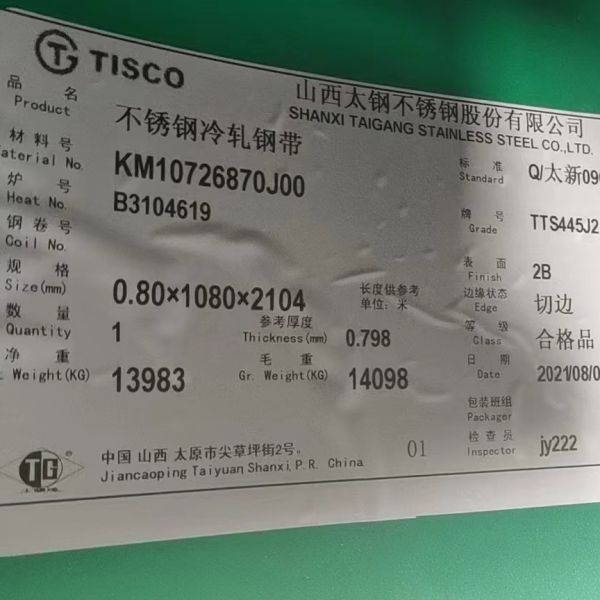 TISCO
山西太钢不锈钢股份有限公司
SHANXI TAIGANG STAINLESS STEEL CO.,LTD.
品名 不锈钢冷轧钢带
Product
标准 Q/太新
Standard
材料号 KM10726870J00
aterial No.
炉号 B3104619
Heat No.
牌号 TTS445J2
Grade
钢卷号
Coil No.
表面 2B
Finish
规格 0.80×1080×2104 长度供参考
Size(mm) 单位：米
边缘状态 切边
Edge
数量 1 参考厚度 0.798
Quantity Thickness(mm)
等级 合格品
Class
净重 13983 毛重 14098
Weight(KG) Gr. Weight(KG)
日期 2021/08/0
Date
包装班组
Packager
检查员 jy222
Inspector
中国 山西 太原市尖草坪街2号。 01
Jiancaoping Taiyuan Shanxi,P.R. China
TG